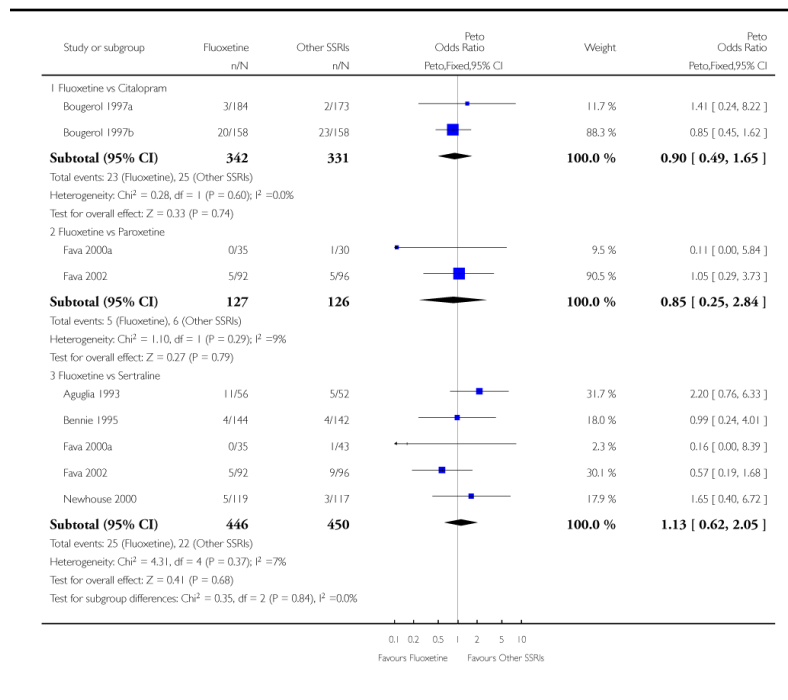 Peto
Study or subgroup Fluoxetine Other SSRIs Odds Ratio Weight Peto Odds Ratio
n/N n/N Peto,Fixed,95% CI Peto,Fixed,95% CI
1 Fluoxetine vs Citalopram
Bougerol 1997a 3/184 2/173 11.7 % 1.41 [ 0.24, 8.22 ]
Bougerol 1997b 20/158 23/158 88.3 % 0.85 [ 0.45, 1.62 ]
Subtotal (95% CI) 342 331 100.0 % 0.90 [ 0.49, 1.65 ]
Total events: 23 (Fluoxetine), 25 (Other SSRIs)
Heterogeneity: Chi² = 0.28, df = 1 (P = 0.60); I² =0.0%
Test for overall effect: Z = 0.33 (P = 0.74)
2 Fluoxetine vs Paroxetine
Fava 2000a 0/35 1/30 9.5 % 0.11 [ 0.00, 5.84 ]
Fava 2002 5/92 5/96 90.5 % 1.05 [ 0.29, 3.73 ]
Subtotal (95% CI) 127 126 100.0 % 0.85 [ 0.25, 2.84 ]
Total events: 5 (Fluoxetine), 6 (Other SSRIs)
Heterogeneity: Chi² = 1.10, df = 1 (P = 0.29); I² =9%
Test for overall effect: Z = 0.27 (P = 0.79)
3 Fluoxetine vs Sertraline
Aguglia 1993 11/56 5/52 31.7 % 2.20 [ 0.76, 6.33 ]
Bennie 1995 4/144 4/142 18.0 % 0.99 [ 0.24, 4.01 ]
Fava 2000a 0/35 1/43 2.3 % 0.16 [ 0.00, 8.39 ]
Fava 2002 5/92 9/96 30.1 % 0.57 [ 0.19, 1.68 ]
Newhouse 2000 5/119 3/117 17.9 % 1.65 [ 0.40, 6.72 ]
Subtotal (95% CI) 446 450 100.0 % 1.13 [ 0.62, 2.05 ]
Total events: 25 (Fluoxetine), 22 (Other SSRIs)
Heterogeneity: Chi² = 4.31, df = 4 (P = 0.37); I² =7%
Test for overall effect: Z = 0.41 (P = 0.68)
Test for subgroup differences: Chi² = 0.35, df = 2 (P = 0.84), I² =0.0%
0.1 0.2 0.5 1 2 5 10
Favours Fluoxetine Favours Other SSRIs